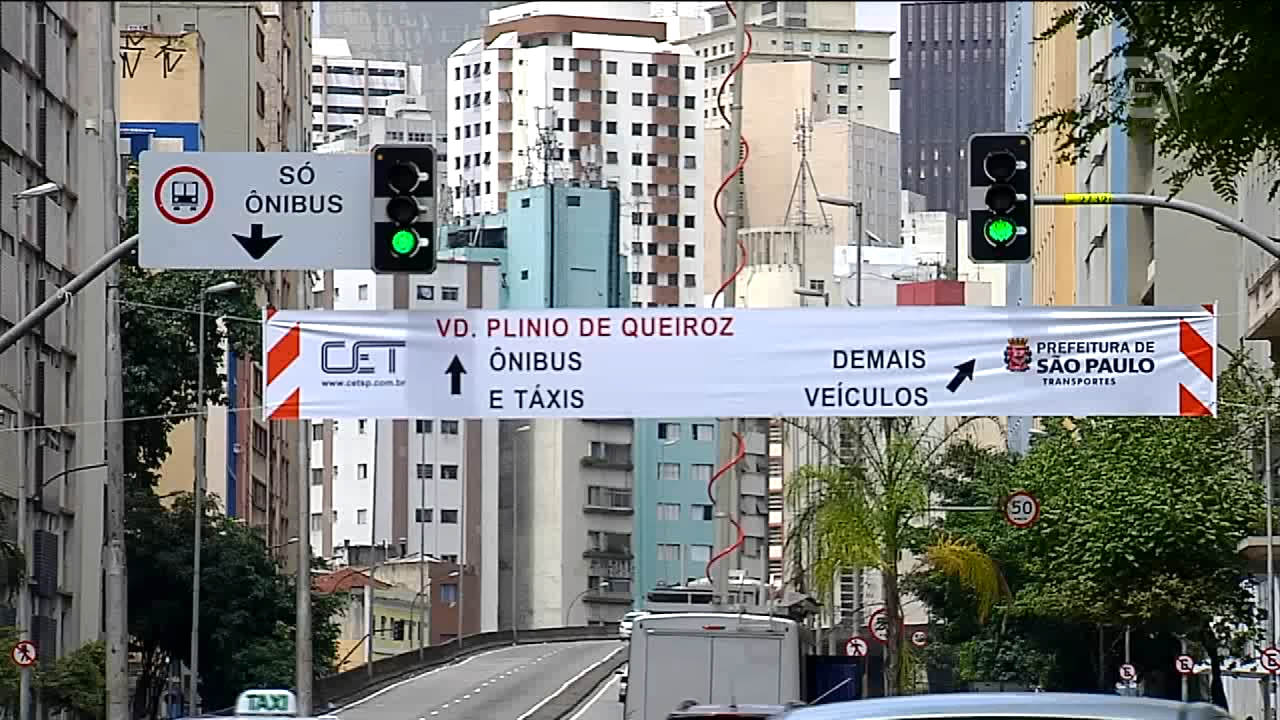 SÓ
ÔNIBUS
VD. PLINIO DE QUEIROZ
CET
www.cetsp.com.br
ÔNIBUS
E TÁXIS
DEMAIS
VEÍCULOS
PREFEITURA DE
SÃO PAULO
TRANSPORTES
50
TAXI